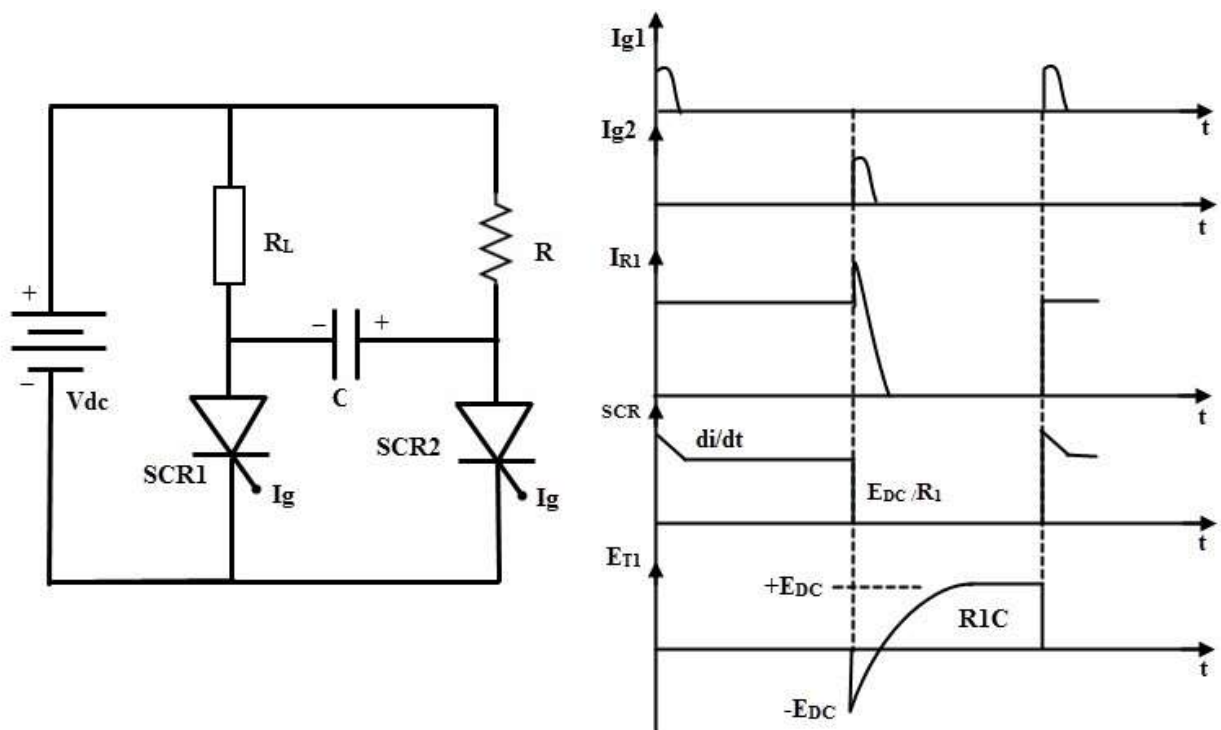 +
−
Vdc
RL
R
−
+
C
SCR1
Ig
SCR2
Ig
Ig1
t
Ig2
t
IR1
t
SCR
di/dt
EDC /R1
t
ET1
+EDC
R1C
t
-EDC